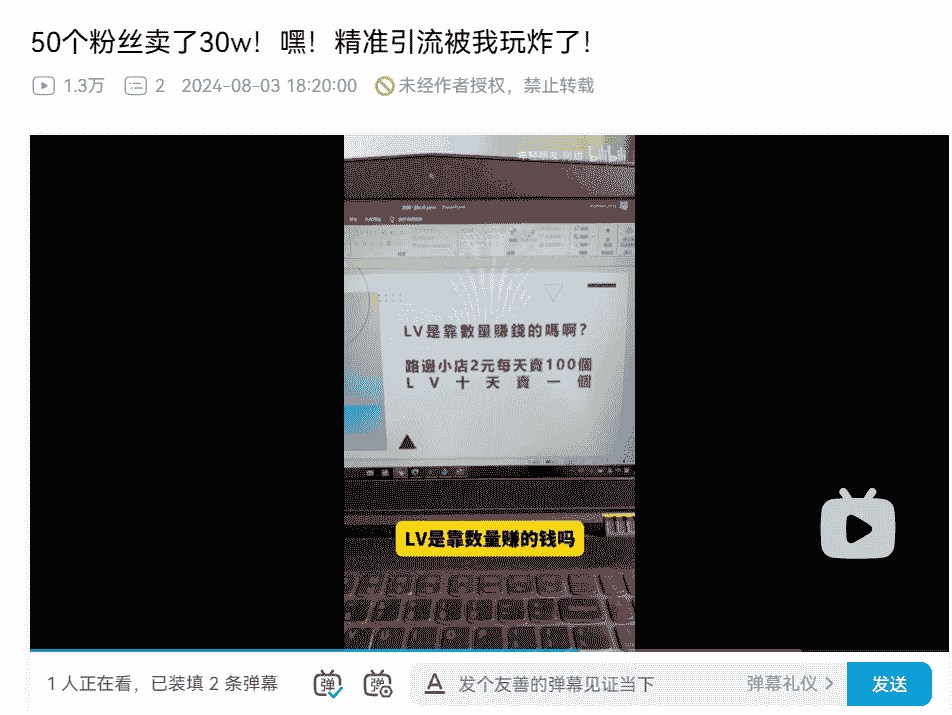 50个粉丝卖了30w！嘿！精准引流被我玩炸了！
1.3万 2 2024-08-03 18:20:00 未经作者授权，禁止转载
bilibili
LV是靠數量賺錢的嗎啊？
路邊小店2元每天賣100個
LV十天賣一個
LV是靠数量赚的钱吗
1 人正在看，已装填 2 条弹幕 弹 弹 A 发个友善的弹幕见证当下 弹幕礼仪 发送